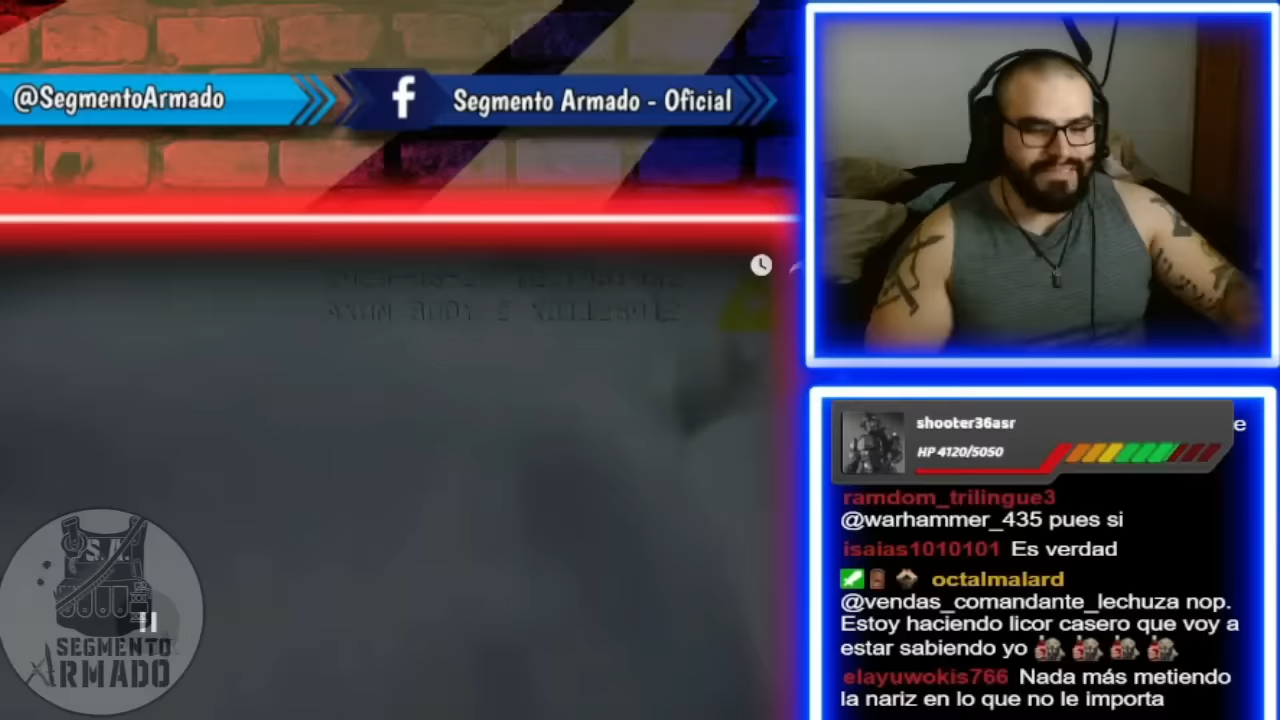 @SegmentoArmado
f Segmento Armado - Oficial
shooter36asr
HP 4120/5050
e
ramdom_trilingue3
@warhammer_435 pues si
isaias1010101 Es verdad
octalmalard
@vendas_comandante_lechuza nop.
Estoy haciendo licor casero que voy a
estar sabiendo yo
elayuwokis766 Nada más metiendo
la nariz en lo que no le importa
S.A.
SEGMENTO
ARMADO